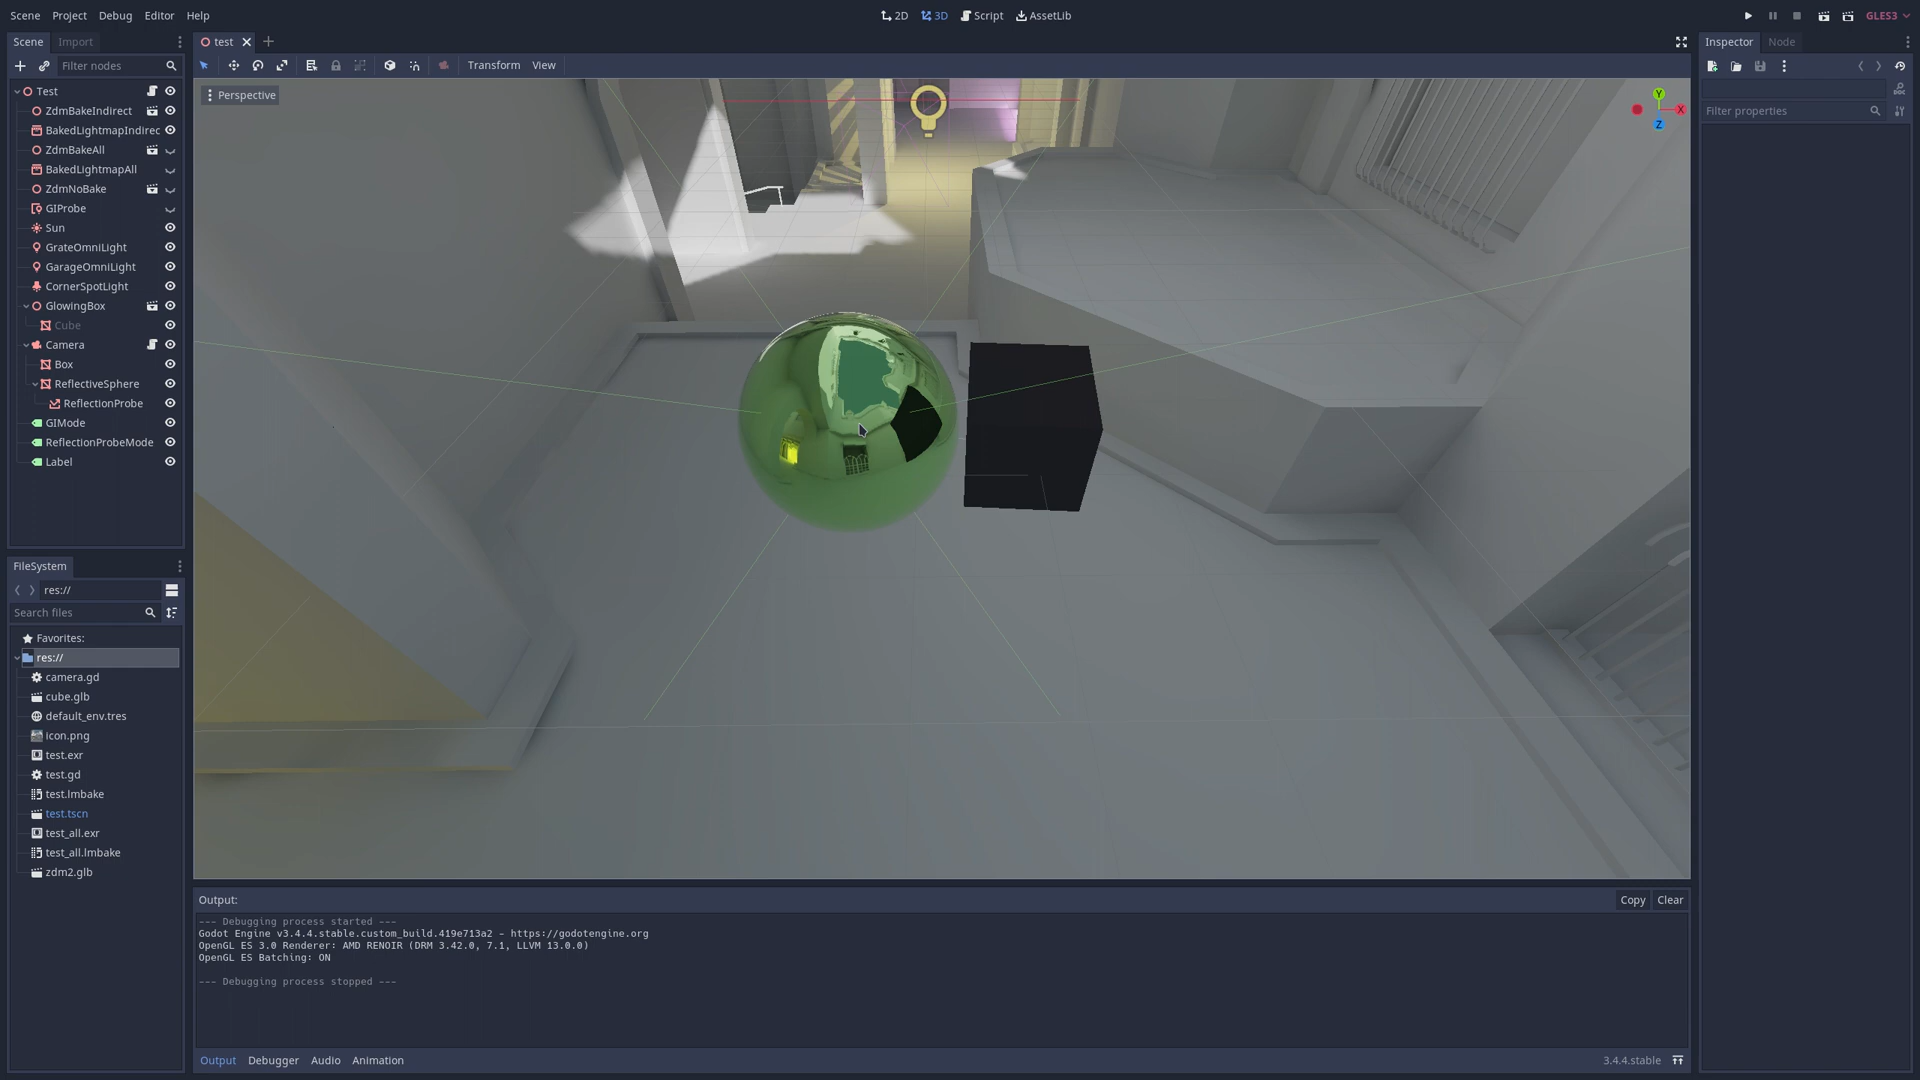 Scene Project Debug Editor Help
2D 3D Script AssetLib
GLES3
Scene Import
Filter nodes
Test
ZdmBakeIndirect
BakedLightmapIndirec
ZdmBakeAll
BakedLightmapAll
ZdmNoBake
GIProbe
Sun
GrateOmniLight
GarageOmniLight
CornerSpotLight
GlowingBox
Cube
Camera
Box
ReflectiveSphere
ReflectionProbe
GIMode
ReflectionProbeMode
Label
FileSystem
res://
Search files
Favorites:
res://
camera.gd
cube.glb
default_env.tres
icon.png
test.exr
test.gd
test.lmbake
test.tscn
test_all.exr
test_all.lmbake
zdm2.glb
test
Transform View
Perspective
Y
X
Z
Output:
Copy Clear
--- Debugging process started ---
Godot Engine v3.4.4.stable.custom_build.419e713a2 - https://godotengine.org
OpenGL ES 3.0 Renderer: AMD RENOIR (DRM 3.42.0, 7.1, LLVM 13.0.0)
OpenGL ES Batching: ON
--- Debugging process stopped ---
Output Debugger Audio Animation
3.4.4.stable
Inspector Node
Filter properties